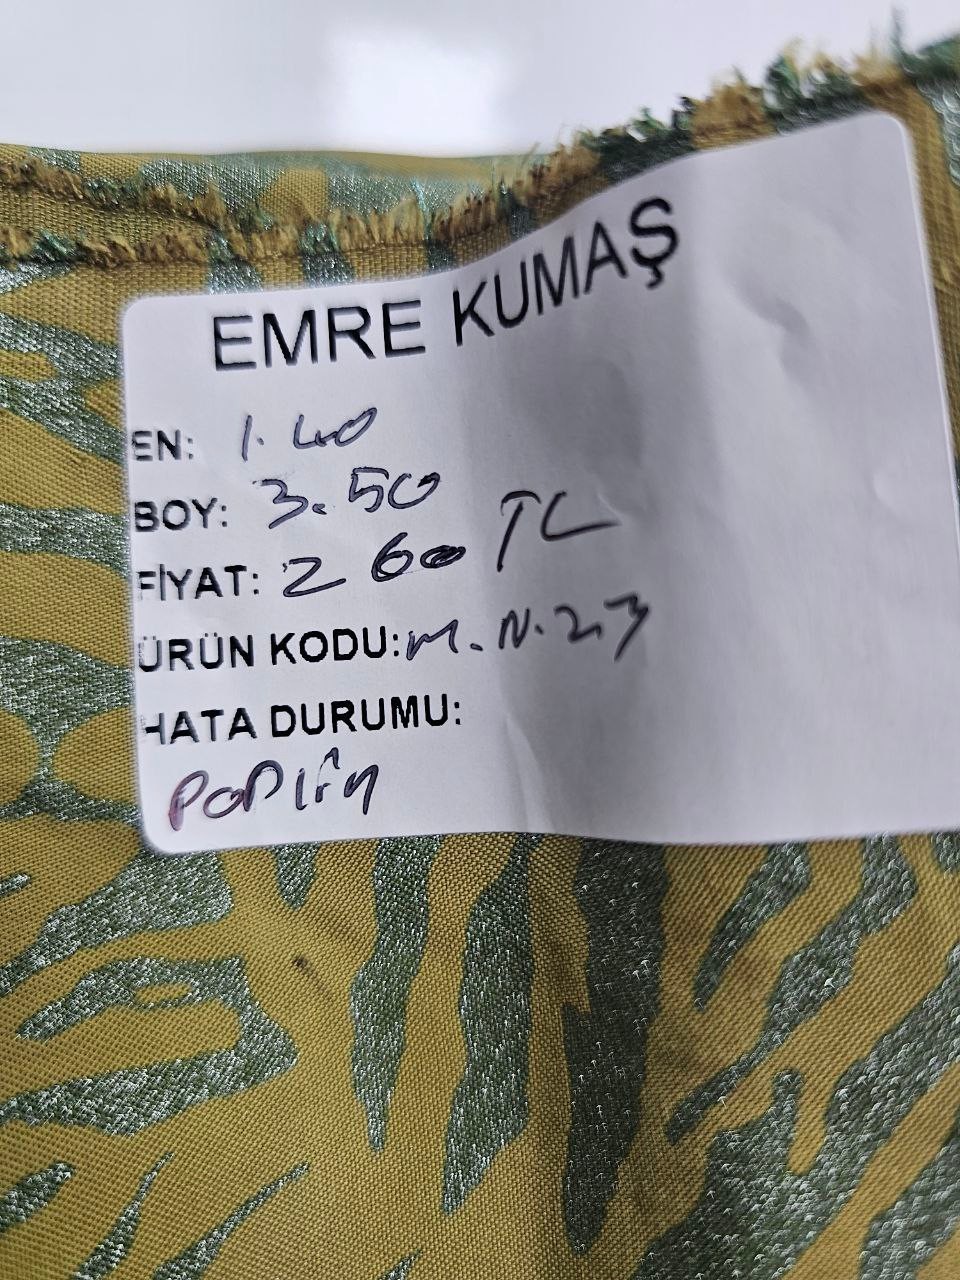 EMRE KUMAŞ
EN: 1.40
BOY: 3.50
FİYAT: 260 TL
ÜRÜN KODU: M.N.23
HATA DURUMU:
POPlin